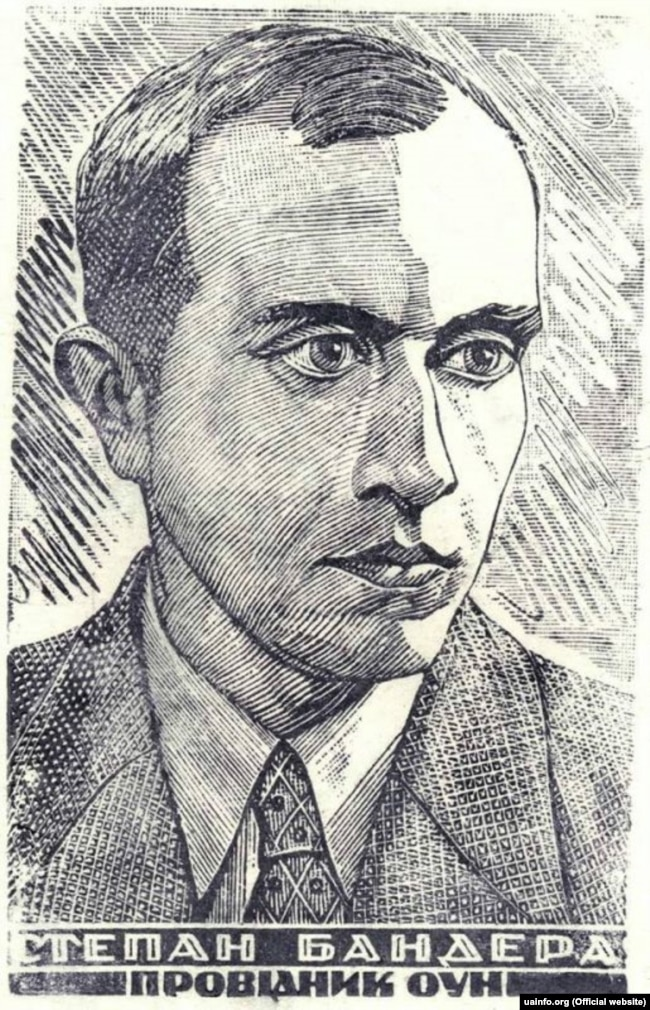 СТЕПАН БАНДЕРА
ПРОВІДНИК ОУН
uainfo.org (Official website)